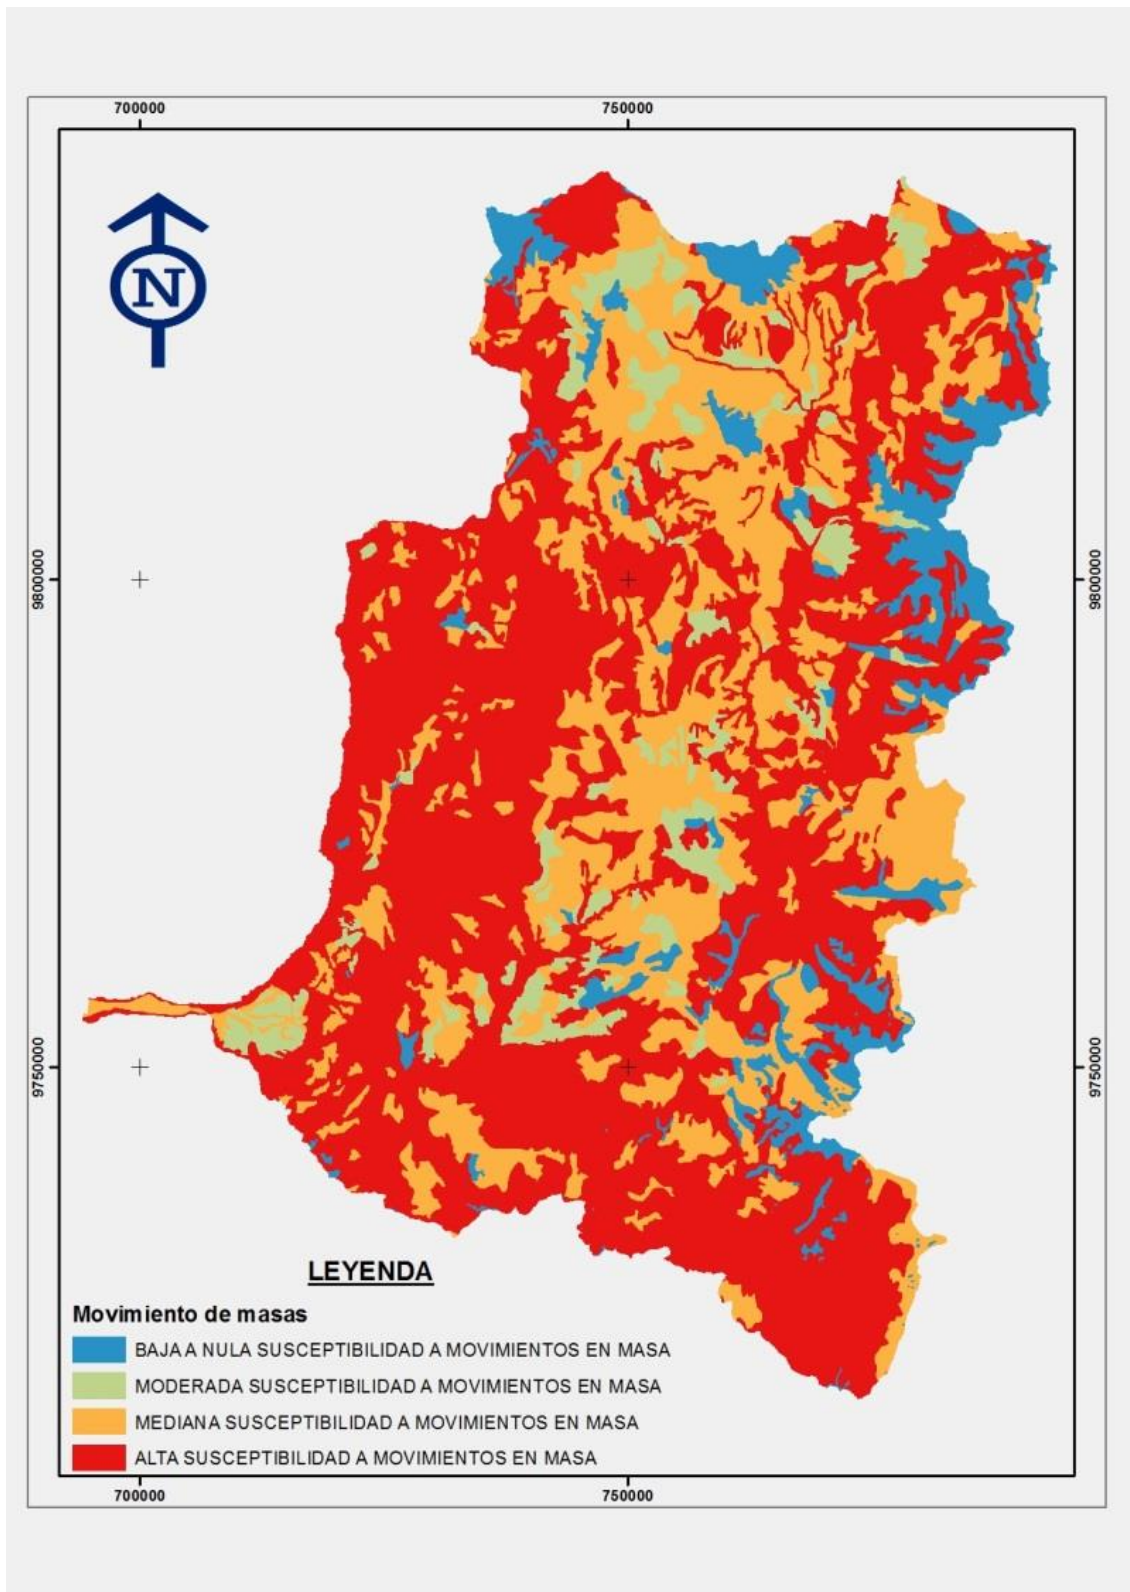 700000 750000
N
9800000 9800000
9750000 9750000
LEYENDA
Movimiento de masas
BAJA A NULA SUSCEPTIBILIDAD A MOVIMIENTOS EN MASA
MODERADA SUSCEPTIBILIDAD A MOVIMIENTOS EN MASA
MEDIANA SUSCEPTIBILIDAD A MOVIMIENTOS EN MASA
ALTA SUSCEPTIBILIDAD A MOVIMIENTOS EN MASA
700000 750000